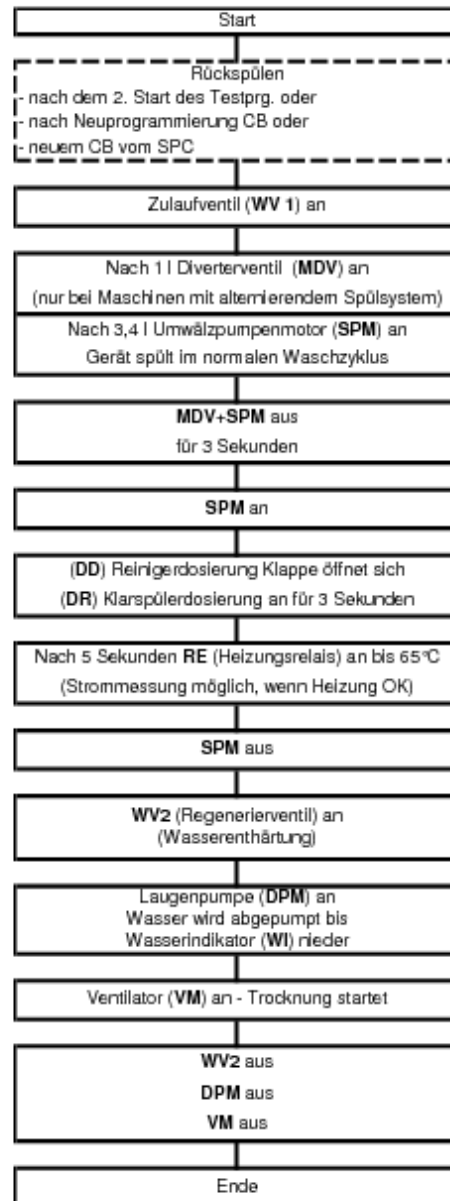 Start
Rückspülen
- nach dem 2. Start des Testprg. oder
- nach Neuprogrammierung CB oder
- neuem CB vom SPC
Zulaufventil (WV 1) an
Nach 1 l Diverterventil (MDV) an
(nur bei Maschinen mit alternierendem Spülsystem)
Nach 3,4 l Umwälzpumpenmotor (SPM) an
Gerät spült im normalen Waschzyklus
MDV+SPM aus
für 3 Sekunden
SPM an
(DD) Reinigerdosierung Klappe öffnet sich
(DR) Klarspülerdosierung an für 3 Sekunden
Nach 5 Sekunden RE (Heizungsrelais) an bis 65°C
(Strommessung möglich, wenn Heizung OK)
SPM aus
WV2 (Regenerierventil) an
(Wasserenthärtung)
Laugenpumpe (DPM) an
Wasser wird abgepumpt bis
Wasserindikator (WI) nieder
Ventilator (VM) an - Trocknung startet
WV2 aus
DPM aus
VM aus
Ende